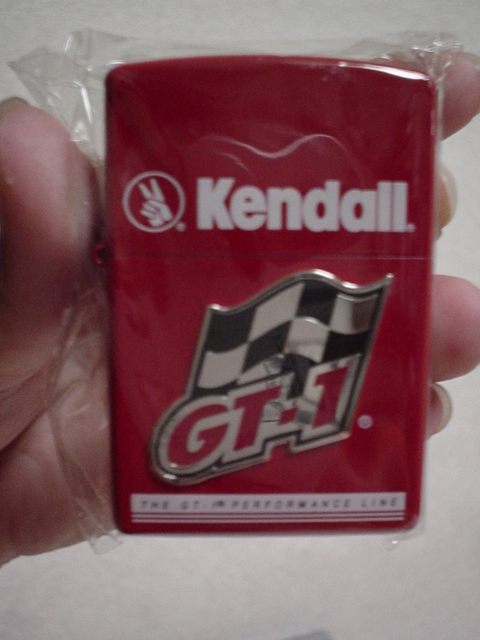 Kendall®
GT-1®
THE GT-1® PERFORMANCE LINE